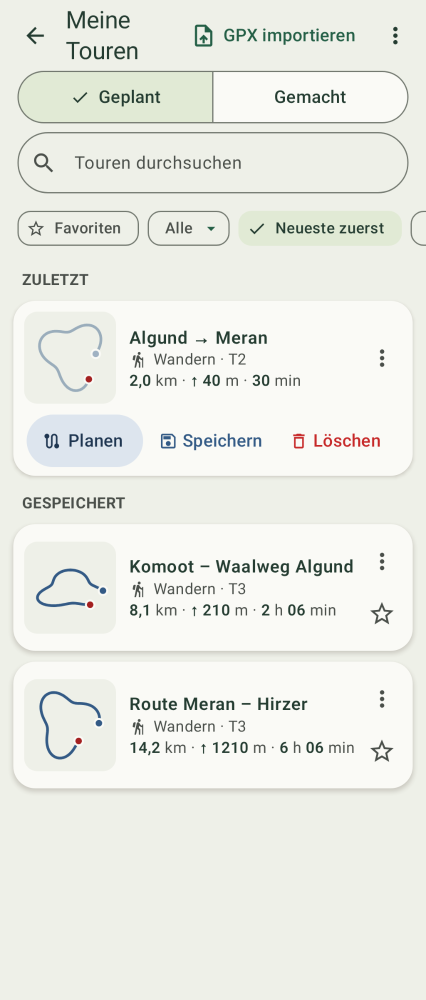 Meine
Touren
GPX importieren
Geplant
Gemacht
Touren durchsuchen
Favoriten
Alle
Neueste zuerst
ZULETZT
Algund → Meran
Wandern · T2
2,0 km · ↑ 40 m · 30 min
Planen
Speichern
Löschen
GESPEICHERT
Komoot – Waalweg Algund
Wandern · T3
8,1 km · ↑ 210 m · 2 h 06 min
Route Meran – Hirzer
Wandern · T3
14,2 km · ↑ 1210 m · 6 h 06 min